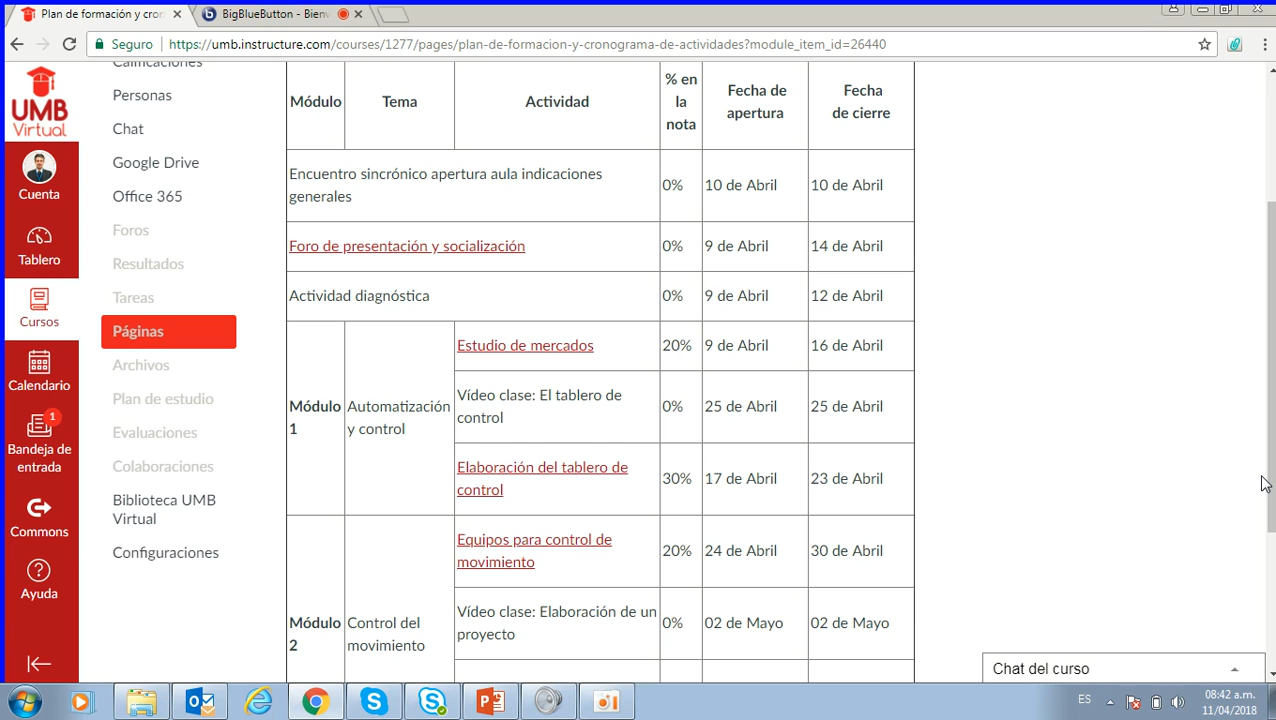 Plan de formación y cron
BigBlueButton - Bien
Seguro
https://umb.instructure.com/courses/1277/pages/plan-de-formacion-y-cronograma-de-actividades?module_item_id=26440
UMB
Virtual
Cuenta
Tablero
Cursos
Calendario
1
Bandeja de
entrada
Commons
Ayuda
Calificaciones
Personas
Chat
Google Drive
Office 365
Foros
Resultados
Tareas
Páginas
Archivos
Plan de estudio
Evaluaciones
Colaboraciones
Biblioteca UMB
Virtual
Configuraciones
Módulo Tema Actividad % en la nota Fecha de apertura Fecha de cierre
Encuentro sincrónico apertura aula indicaciones
generales
0% 10 de Abril 10 de Abril
Foro de presentación y socialización 0% 9 de Abril 14 de Abril
Actividad diagnóstica 0% 9 de Abril 12 de Abril
Módulo
1
Automatización
y control
Estudio de mercados 20% 9 de Abril 16 de Abril
Vídeo clase: El tablero de
control
0% 25 de Abril 25 de Abril
Elaboración del tablero de
control
30% 17 de Abril 23 de Abril
Módulo
2
Control del
movimiento
Equipos para control de
movimiento
20% 24 de Abril 30 de Abril
Vídeo clase: Elaboración de un
proyecto
0% 02 de Mayo 02 de Mayo
Chat del curso
ES
08:42 a.m.
11/04/2018